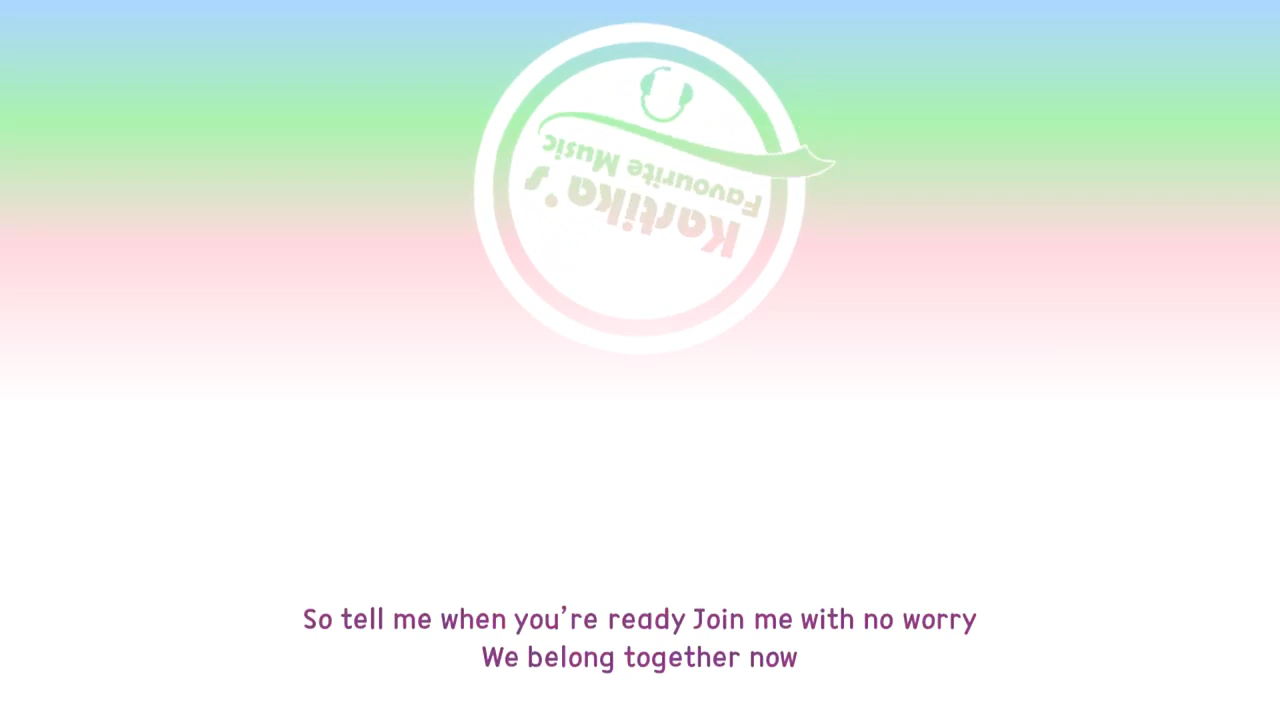 Kartika's
Favourite Music
So tell me when you’re ready Join me with no worry
We belong together now